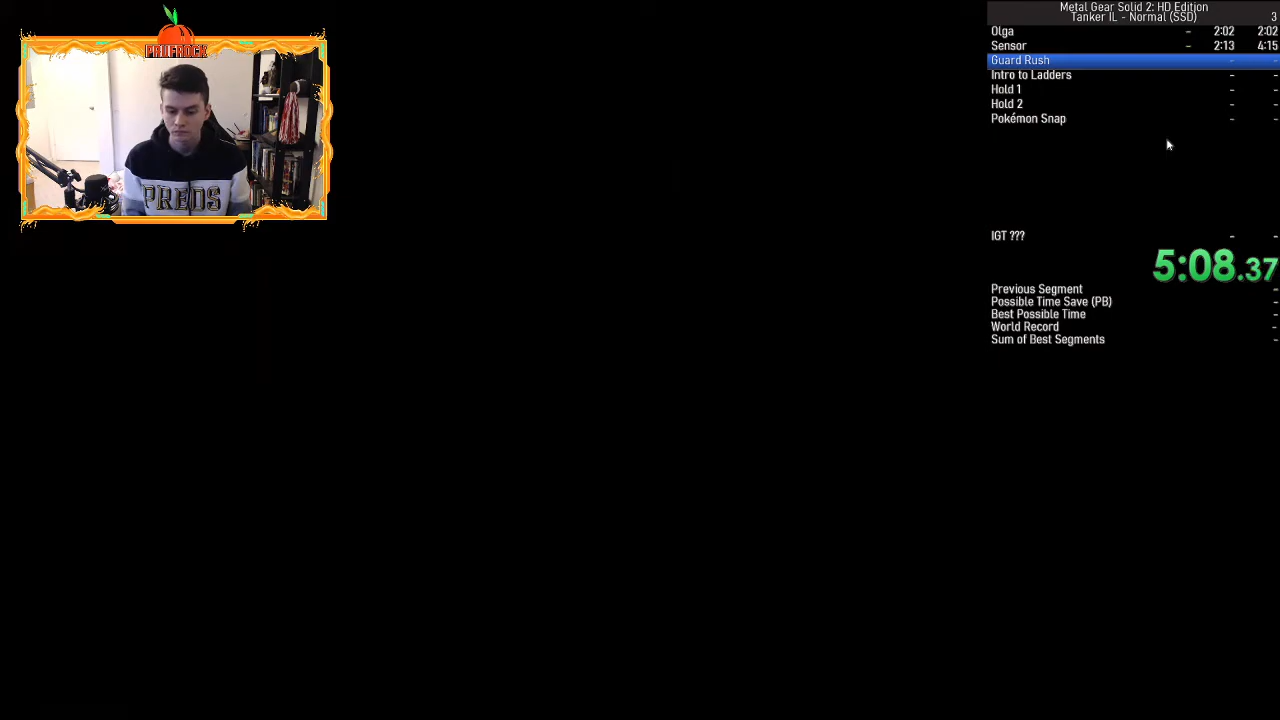 PRUFROCK
PREDS
Metal Gear Solid 2: HD Edition
Tanker IL - Normal (SSD) 3
Olga - 2:02 2:02
Sensor - 2:13 4:15
Guard Rush - -
Intro to Ladders - -
Hold 1 - -
Hold 2 - -
Pokémon Snap - -
IGT ??? - -
5:08.37
Previous Segment -
Possible Time Save (PB) -
Best Possible Time -
World Record -
Sum of Best Segments -